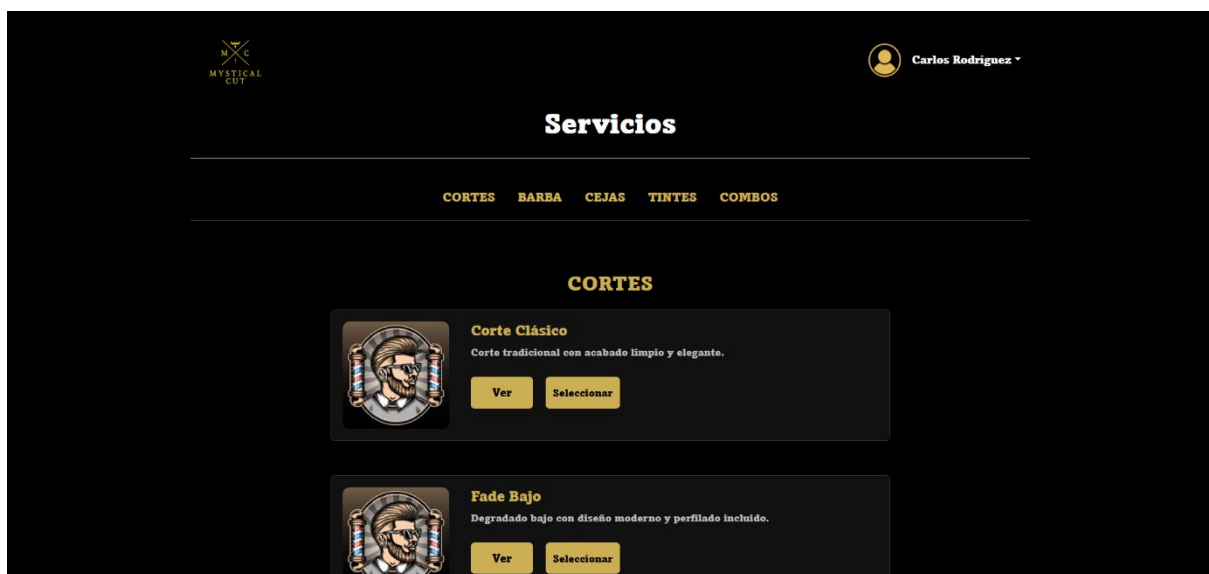 M C
MYSTICAL
CUT
Carlos Rodríguez
Servicios
CORTES BARBA CEJAS TINTES COMBOS
CORTES
Corte Clásico
Corte tradicional con acabado limpio y elegante.
Ver Seleccionar
Fade Bajo
Degradado bajo con diseño moderno y perfilado incluido.
Ver Seleccionar